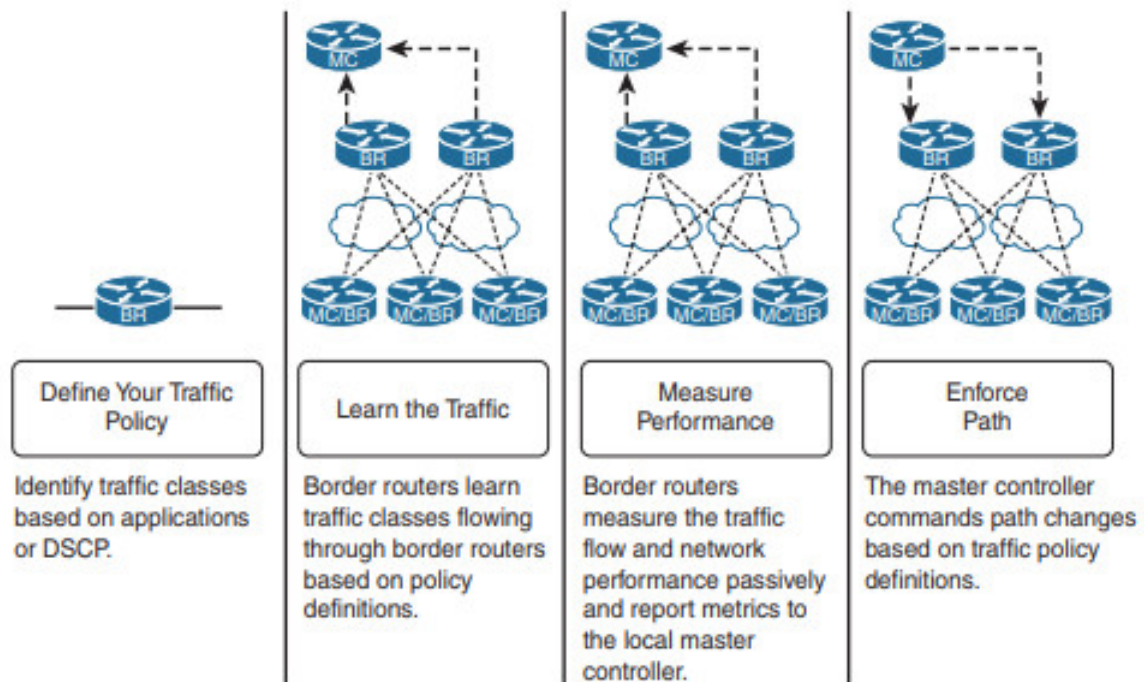 MC
BR BR
MC/BR MC/BR MC/BR
MC
BR BR
MC/BR MC/BR MC/BR
MC
BR BR
MC/BR MC/BR MC/BR
BR
Define Your Traffic
Policy
Identify traffic classes
based on applications
or DSCP.
Learn the Traffic
Border routers learn
traffic classes flowing
through border routers
based on policy
definitions.
Measure
Performance
Border routers
measure the traffic
flow and network
performance passively
and report metrics to
the local master
controller.
Enforce
Path
The master controller
commands path changes
based on traffic policy
definitions.